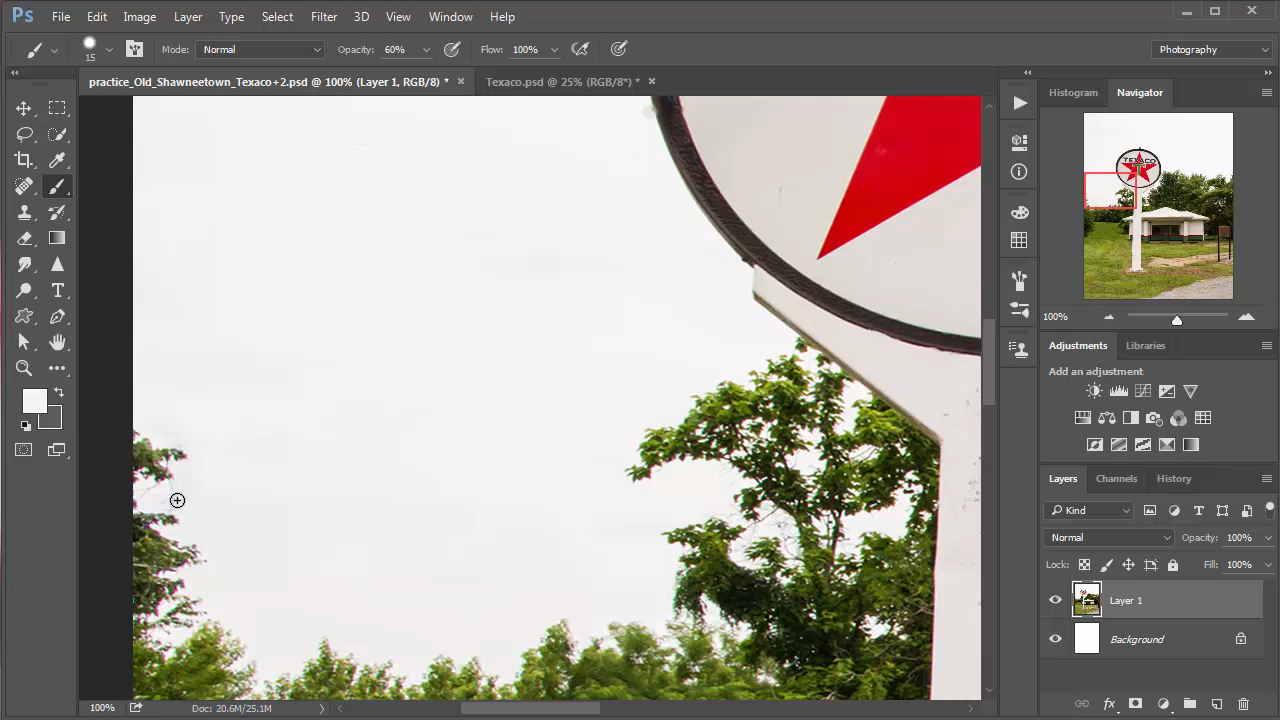 Ps File Edit Image Layer Type Select Filter 3D View Window Help
15 Mode: Normal Opacity: 60% Flow: 100% Photography
practice_Old_Shawneetown_Texaco+2.psd @ 100% (Layer 1, RGB/8) * Texaco.psd @ 25% (RGB/8*) *
Histogram Navigator
TEXACO
100%
Adjustments Libraries
Add an adjustment
Layers Channels History
Kind
Normal Opacity: 100%
Lock: Fill: 100%
Layer 1
Background
100% Doc: 20.6M/25.1M fx